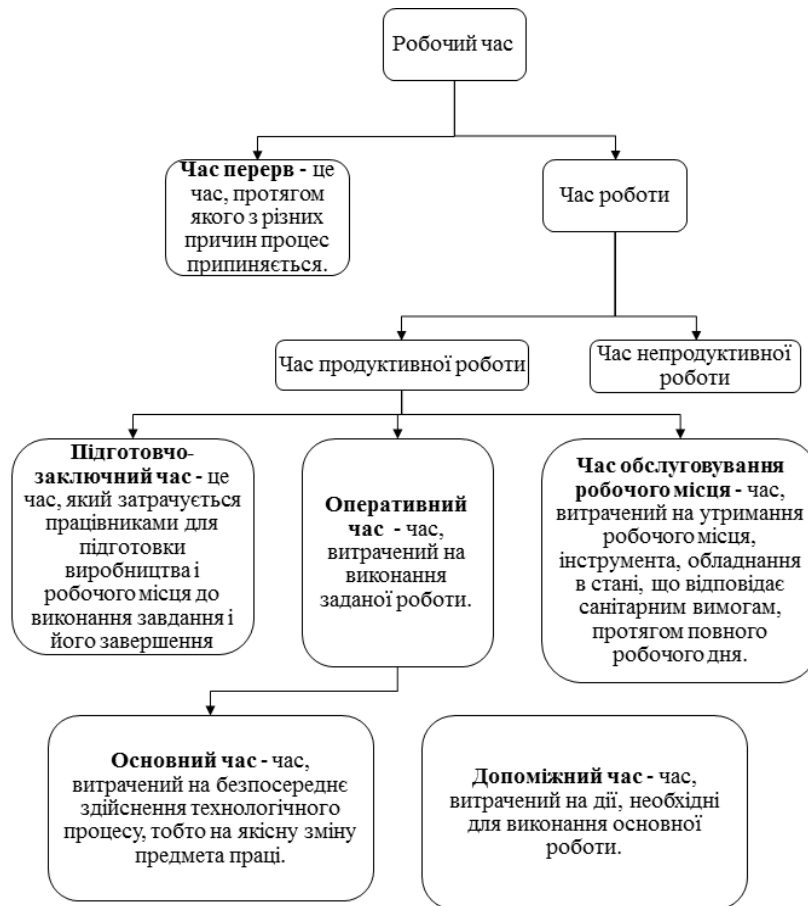 Робочий час
Час перерв - це
час, протягом
якого з різних
причин процес
припиняється.
Час роботи
Час продуктивної роботи
Час непродуктивної
роботи
Підготовчо-
заключний час - це
час, який затрачується
працівниками для
підготовки
виробництва і
робочого місця до
виконання завдання і
його завершення
Оперативний
час - час,
витрачений на
виконання
заданої роботи.
Час обслуговування
робочого місця - час,
витрачений на утримання
робочого місця,
інструмента, обладнання
в стані, що відповідає
санітарним вимогам,
протягом повного
робочого дня.
Основний час - час,
витрачений на безпосереднє
здійснення технологічного
процесу, тобто на якісну зміну
предмета праці.
Допоміжний час - час,
витрачений на дії, необхідні
для виконання основної
роботи.